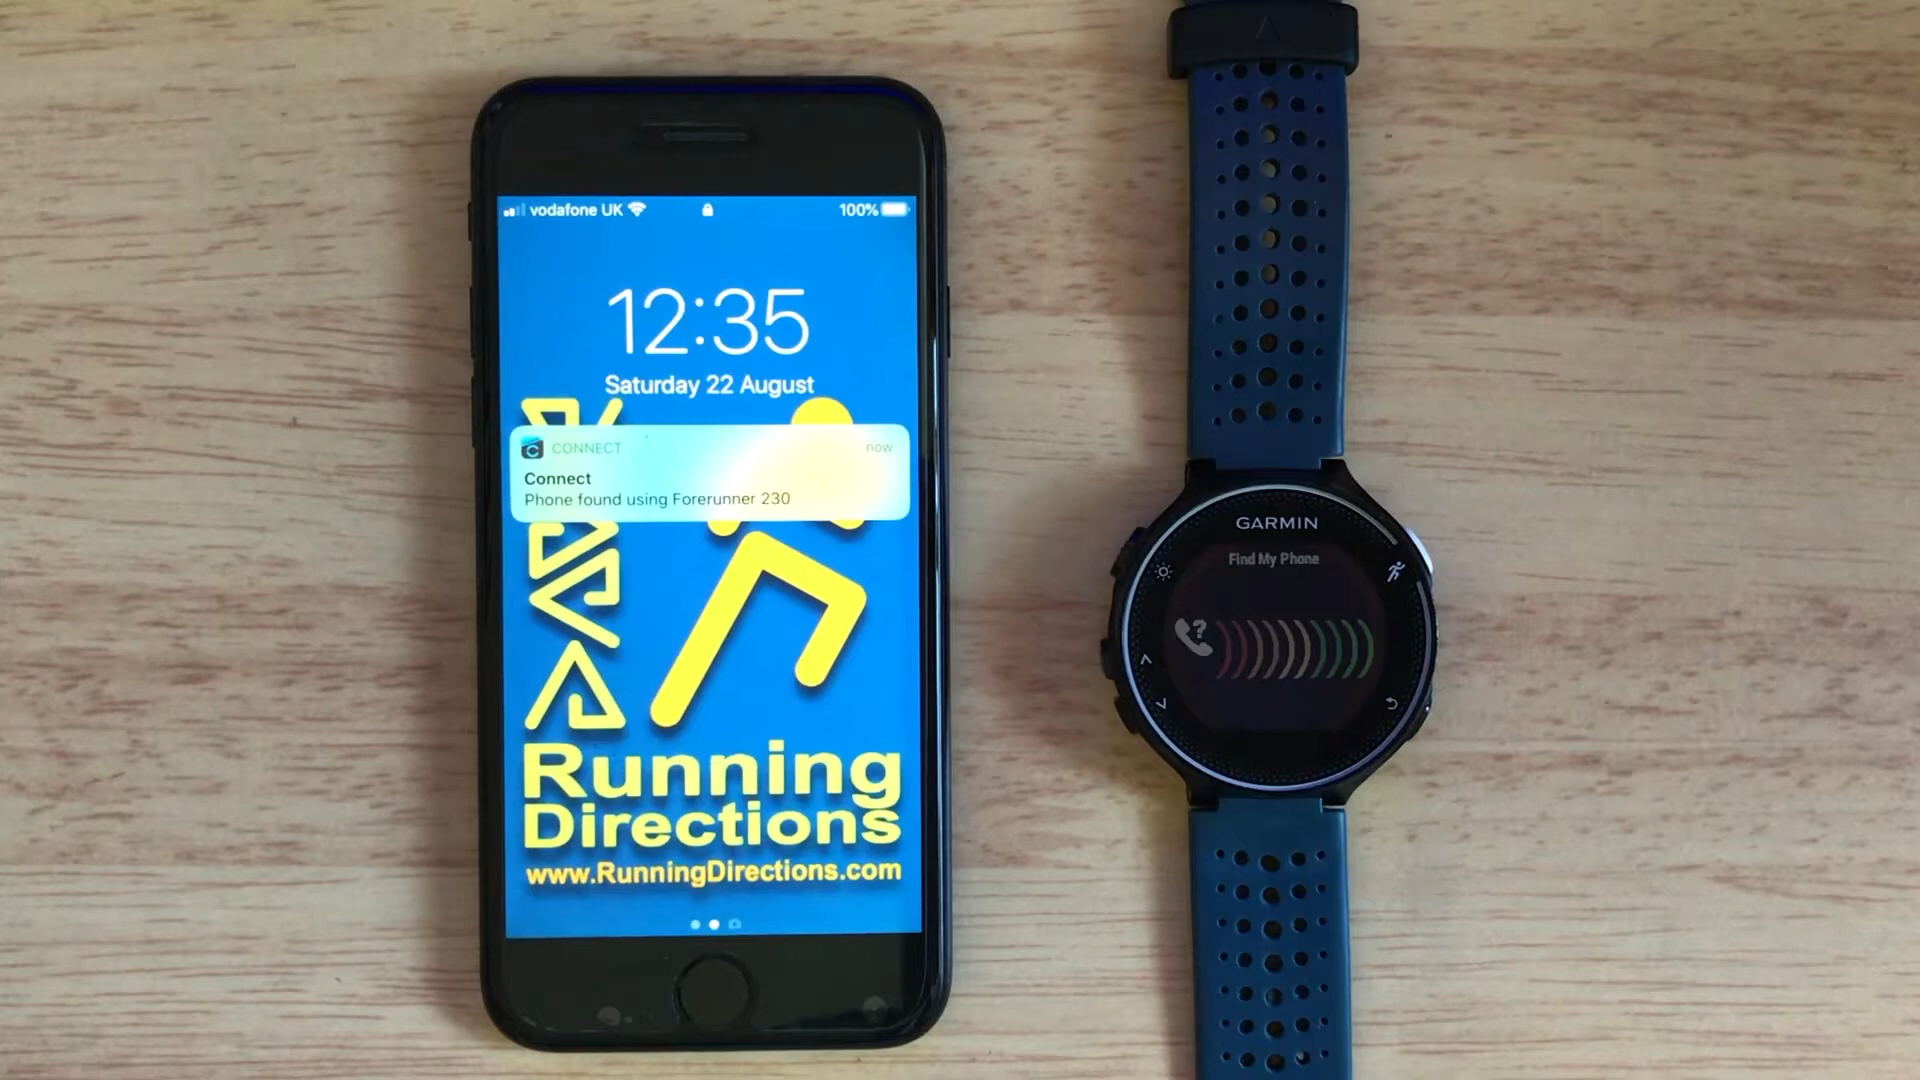 vodafone UK
100%
12:35
Saturday 22 August
CONNECT
now
Connect
Phone found using Forerunner 230
Running
Directions
www.RunningDirections.com
GARMIN
Find My Phone
?